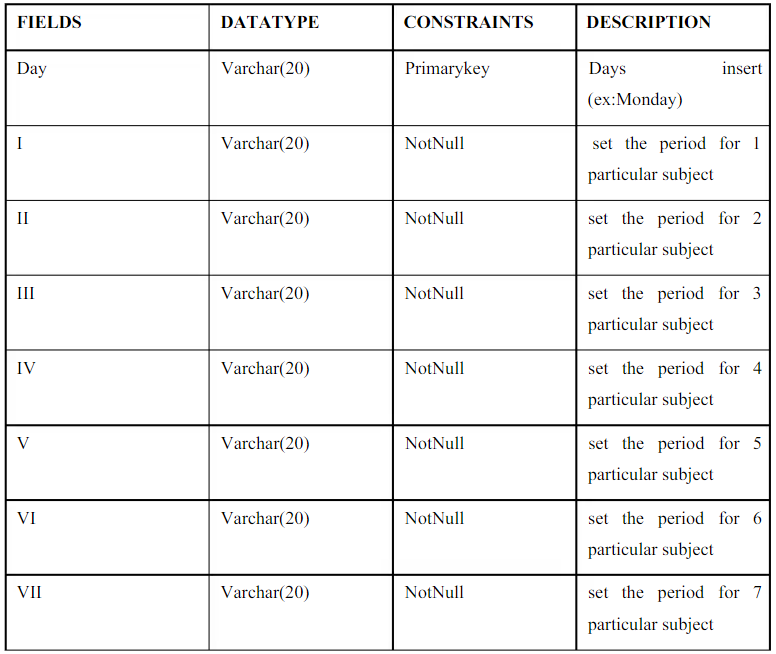 FIELDS DATATYPE CONSTRAINTS DESCRIPTION
Day Varchar(20) Primarykey Days insert
(ex:Monday)
I Varchar(20) NotNull set the period for 1
particular subject
II Varchar(20) NotNull set the period for 2
particular subject
III Varchar(20) NotNull set the period for 3
particular subject
IV Varchar(20) NotNull set the period for 4
particular subject
V Varchar(20) NotNull set the period for 5
particular subject
VI Varchar(20) NotNull set the period for 6
particular subject
VII Varchar(20) NotNull set the period for 7
particular subject